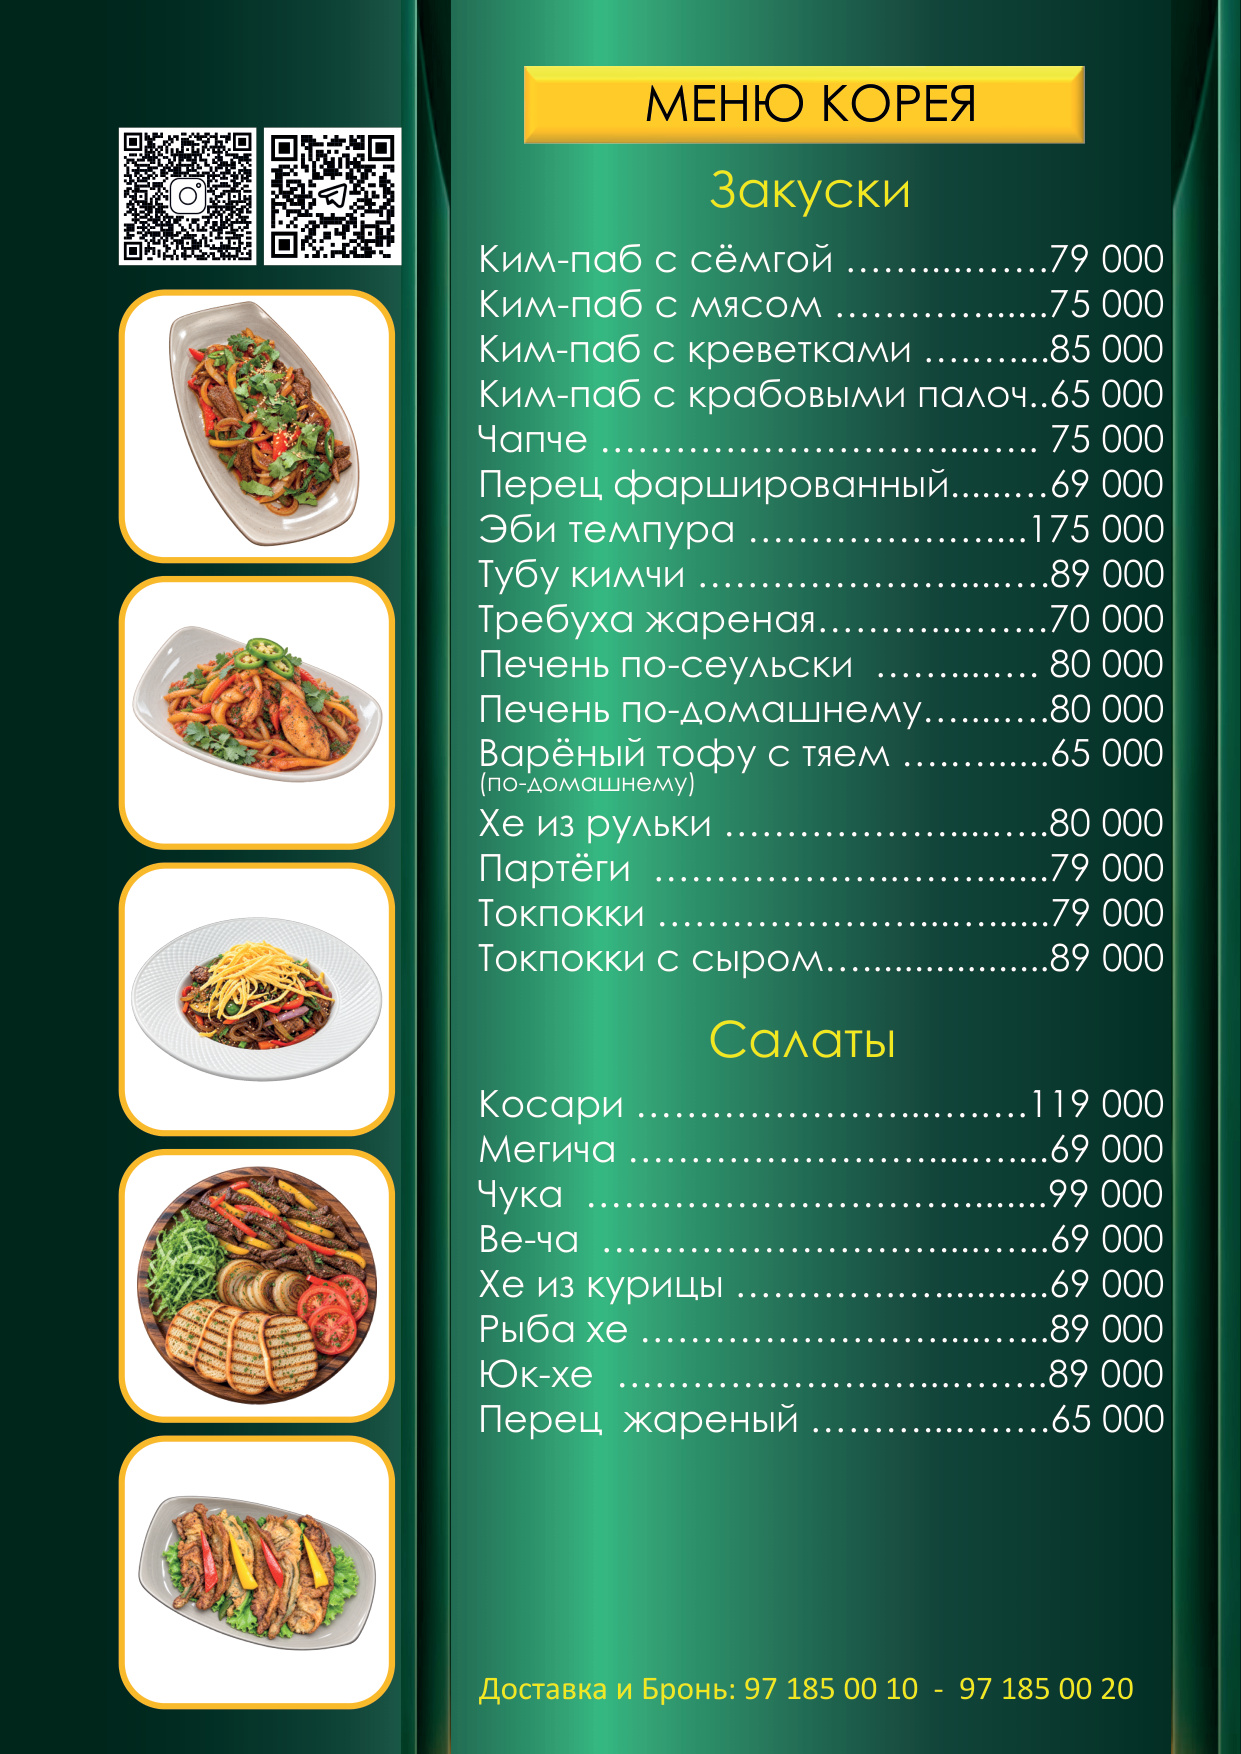 МЕНЮ КОРЕЯ
Закуски
Ким-паб с сёмгой ……....…….79 000
Ким-паб с мясом …………......75 000
Ким-паб с креветками ……....85 000
Ким-паб с крабовыми палоч..65 000
Чапче ………………………....….. 75 000
Перец фаршированный......…69 000
Эби темпура …………………....175 000
Тубу кимчи …………………....….89 000
Требуха жареная………...…….70 000
Печень по-сеульски ……....…. 80 000
Печень по-домашнему…....….80 000
Варёный тофу с тяем ……......65 000
(по-домашнему)
Хе из рульки ………………....…..80 000
Партёги ………………..……......79 000
Токпокки …………………...…......79 000
Токпокки с сыром…...............89 000
Салаты
Косари …………………...………119 000
Мегича ……………………....…....69 000
Чука ………………………….......99 000
Ве-ча ………………………....…...69 000
Хе из курицы ……………...........69 000
Рыба хе ……………………....…...89 000
Юк-хе …………………….....…….89 000
Перец жареный ………....…….65 000
Доставка и Бронь: 97 185 00 10 - 97 185 00 20